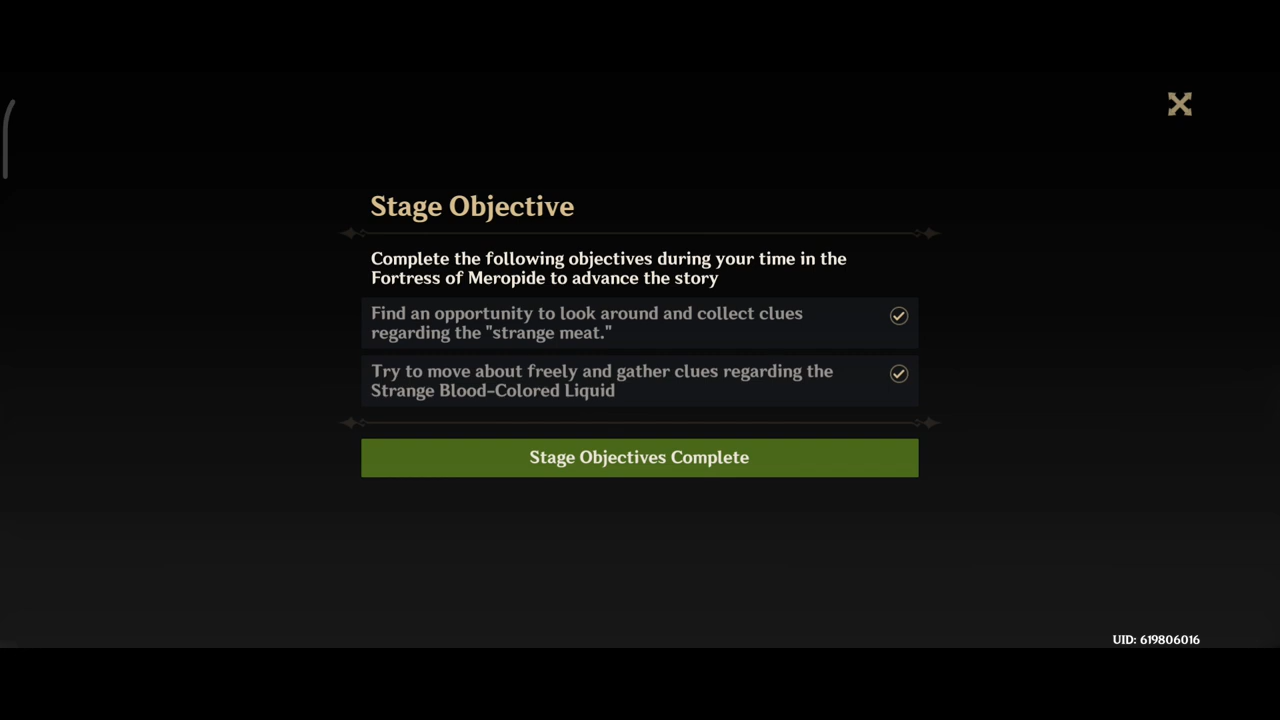 Stage Objective
Complete the following objectives during your time in the
Fortress of Meropide to advance the story
Find an opportunity to look around and collect clues
regarding the "strange meat."
Try to move about freely and gather clues regarding the
Strange Blood-Colored Liquid
Stage Objectives Complete
UID: 619806016